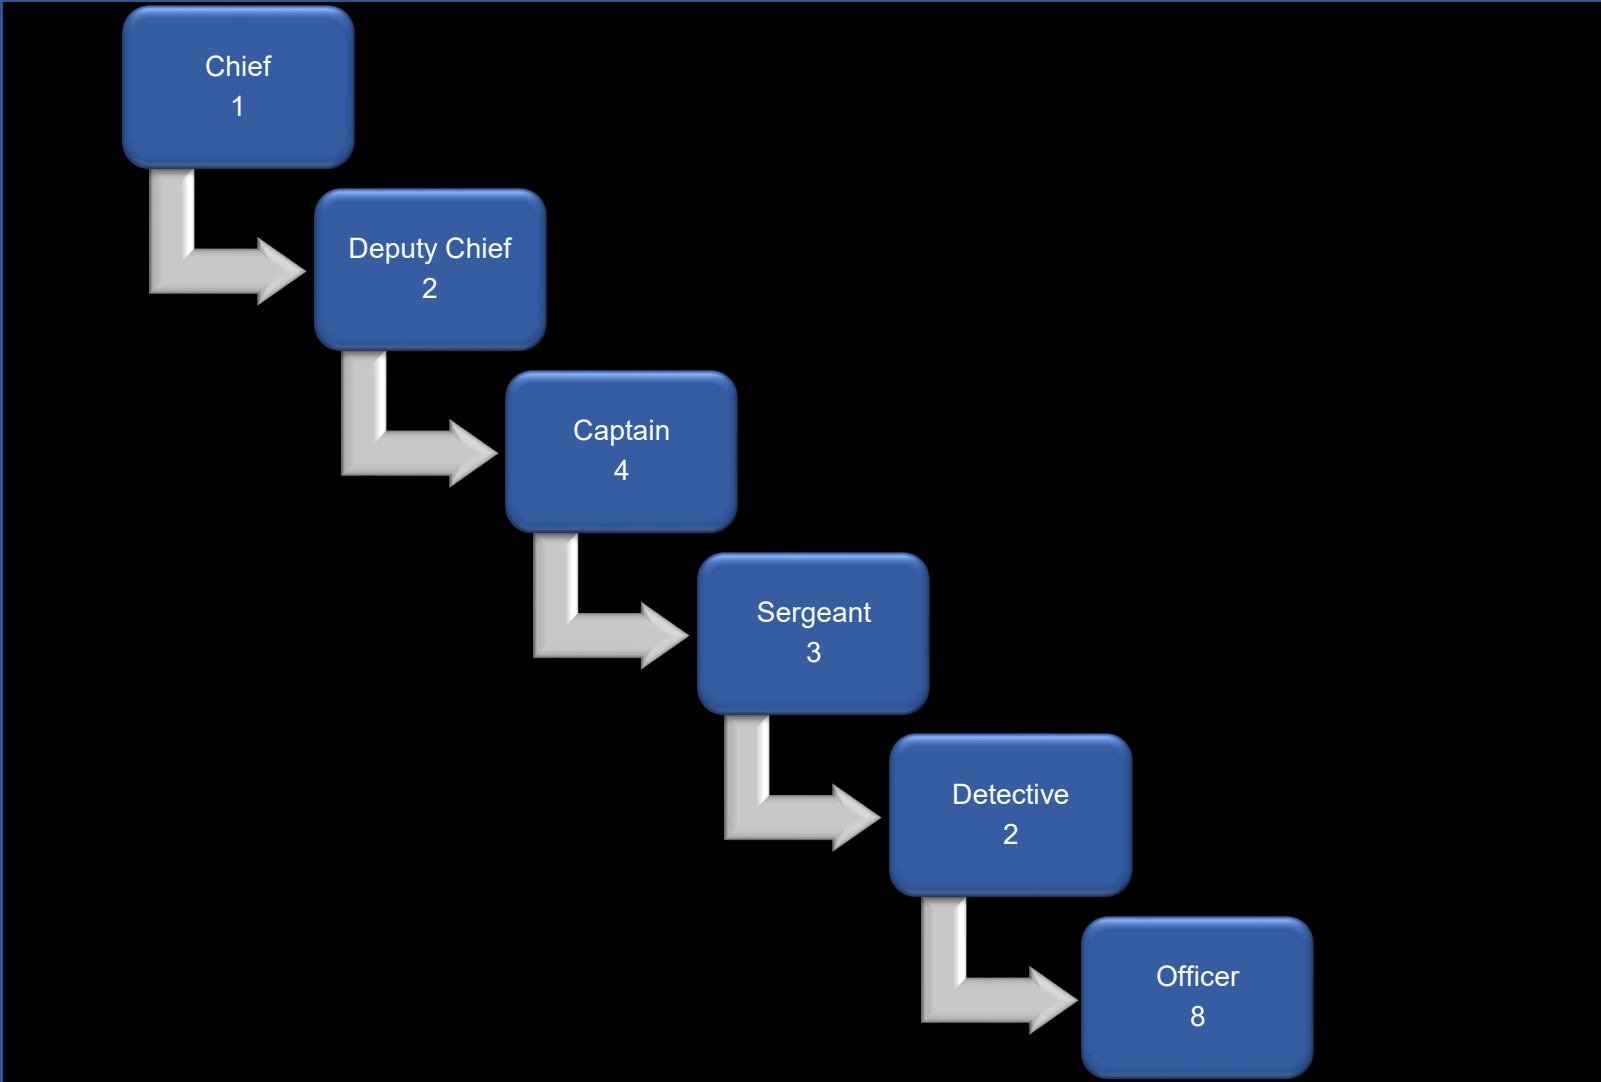 Chief
1
Deputy Chief
2
Captain
4
Sergeant
3
Detective
2
Officer
8